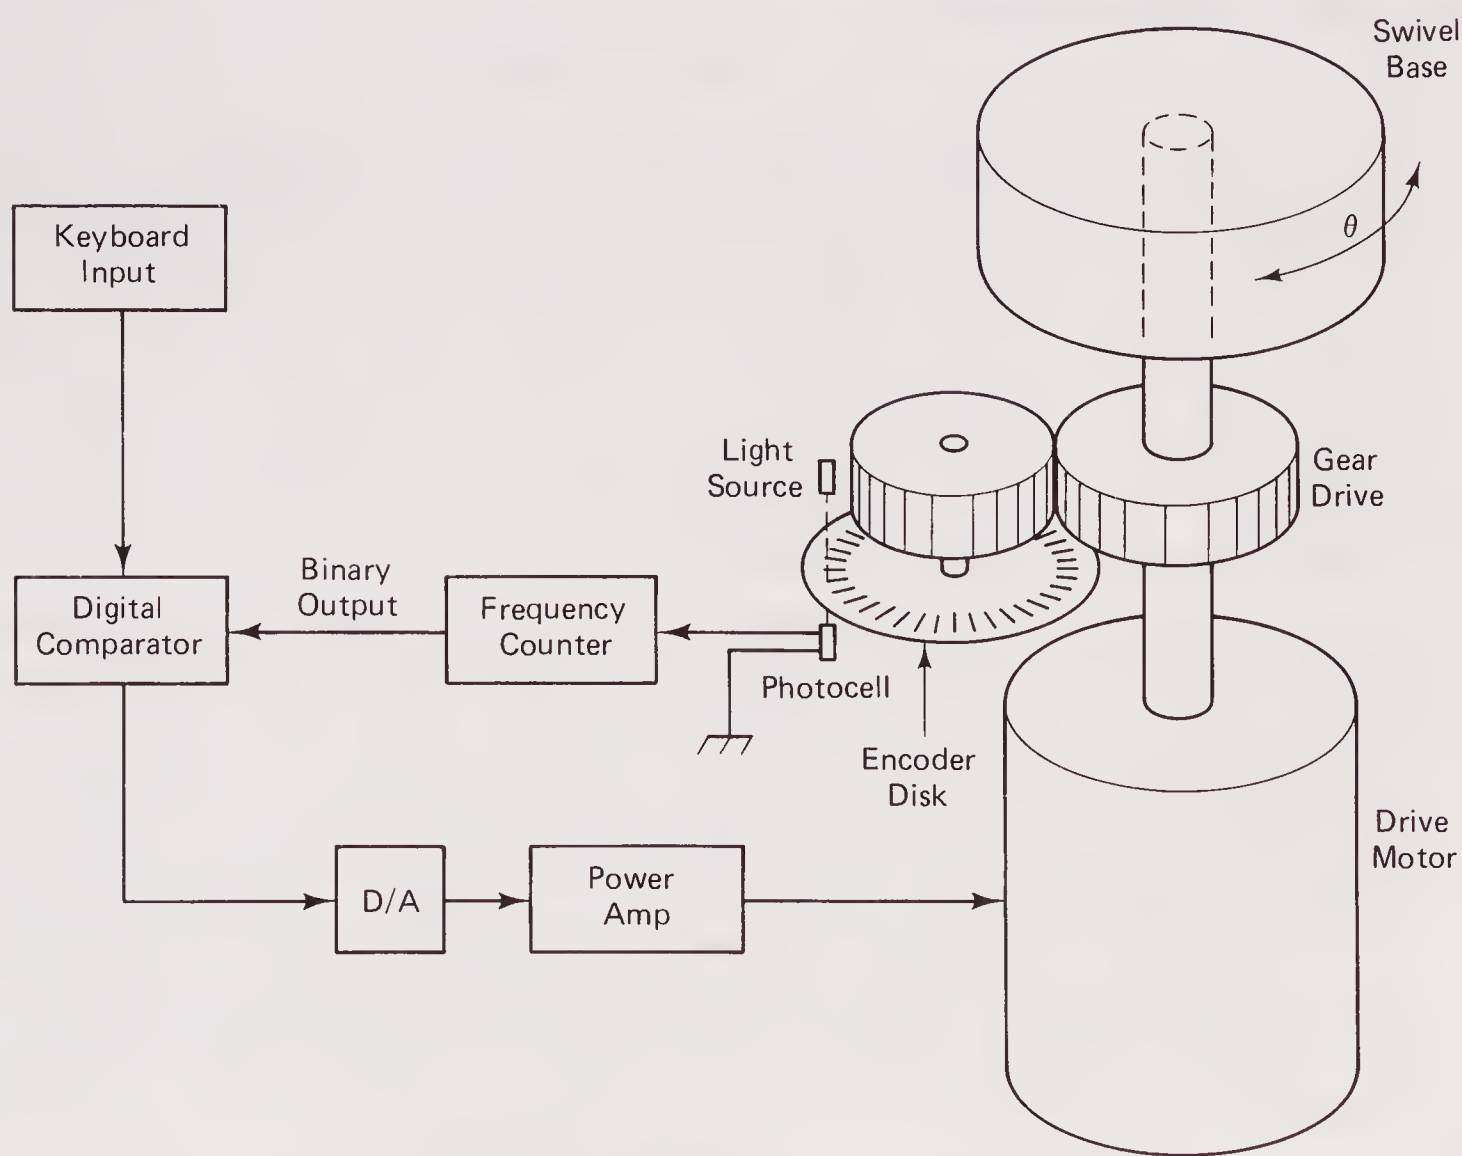 Swivel
Base
θ
Keyboard
Input
Light
Source
Gear
Drive
Binary
Output
Digital
Comparator
Frequency
Counter
Photocell
Encoder
Disk
Drive
Motor
D/A
Power
Amp